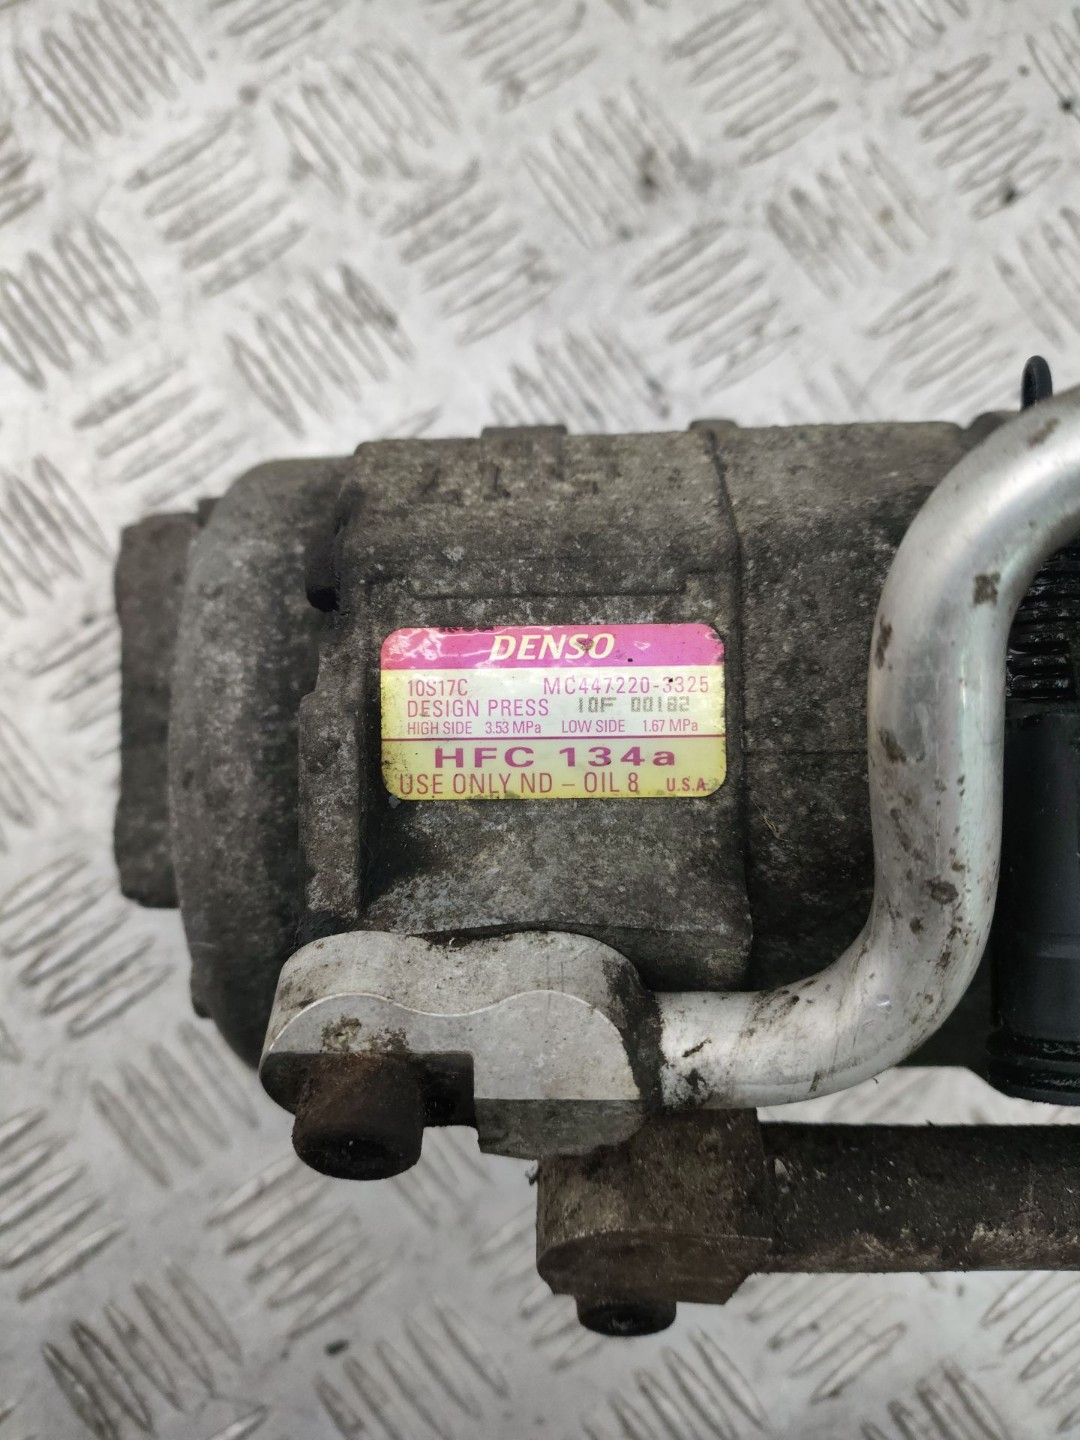 DENSO
10S17C MC447220-3325
DESIGN PRESS 10F 00182
HIGH SIDE 3.53 MPa LOW SIDE 1.67 MPa
HFC 134a
USE ONLY ND - OIL 8 U.S.A.